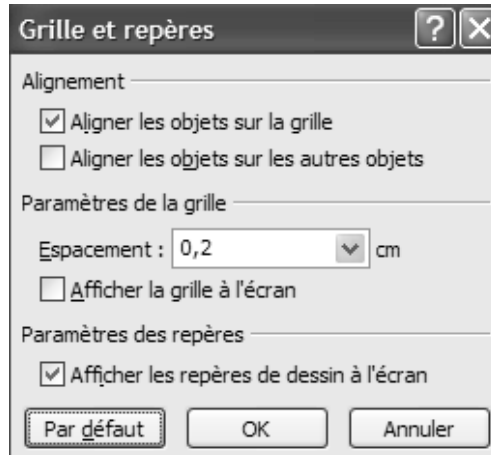 Grille et repères
Alignement
Aligner les objets sur la grille
Aligner les objets sur les autres objets
Paramètres de la grille
Espacement : 0,2 cm
Afficher la grille à l'écran
Paramètres des repères
Afficher les repères de dessin à l'écran
Par défaut OK Annuler